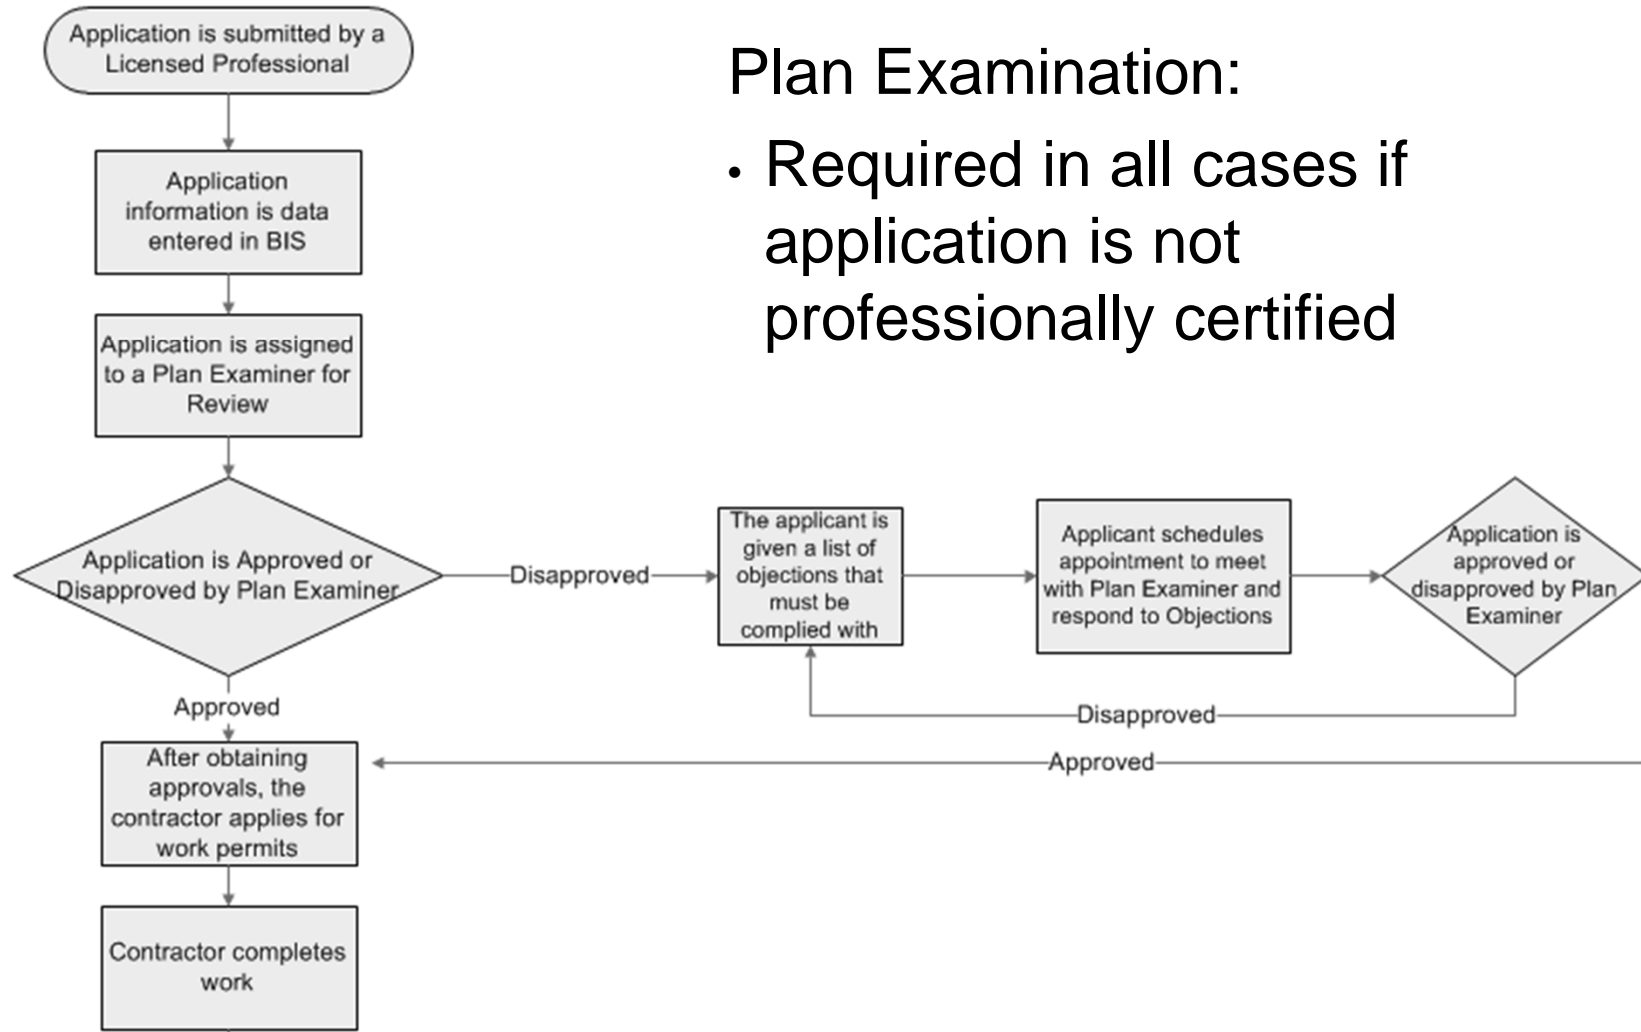 Application is submitted by a
Licensed Professional
Plan Examination:
• Required in all cases if
application is not
professionally certified
Application
information is data
entered in BIS
Application is assigned
to a Plan Examiner for
Review
Application is Approved or
Disapproved by Plan Examiner
Disapproved
The applicant is
given a list of
objections that
must be
complied with
Applicant schedules
appointment to meet
with Plan Examiner and
respond to Objections
Application is
approved or
disapproved by Plan
Examiner
Disapproved
Approved
Approved
After obtaining
approvals, the
contractor applies for
work permits
Contractor completes
work